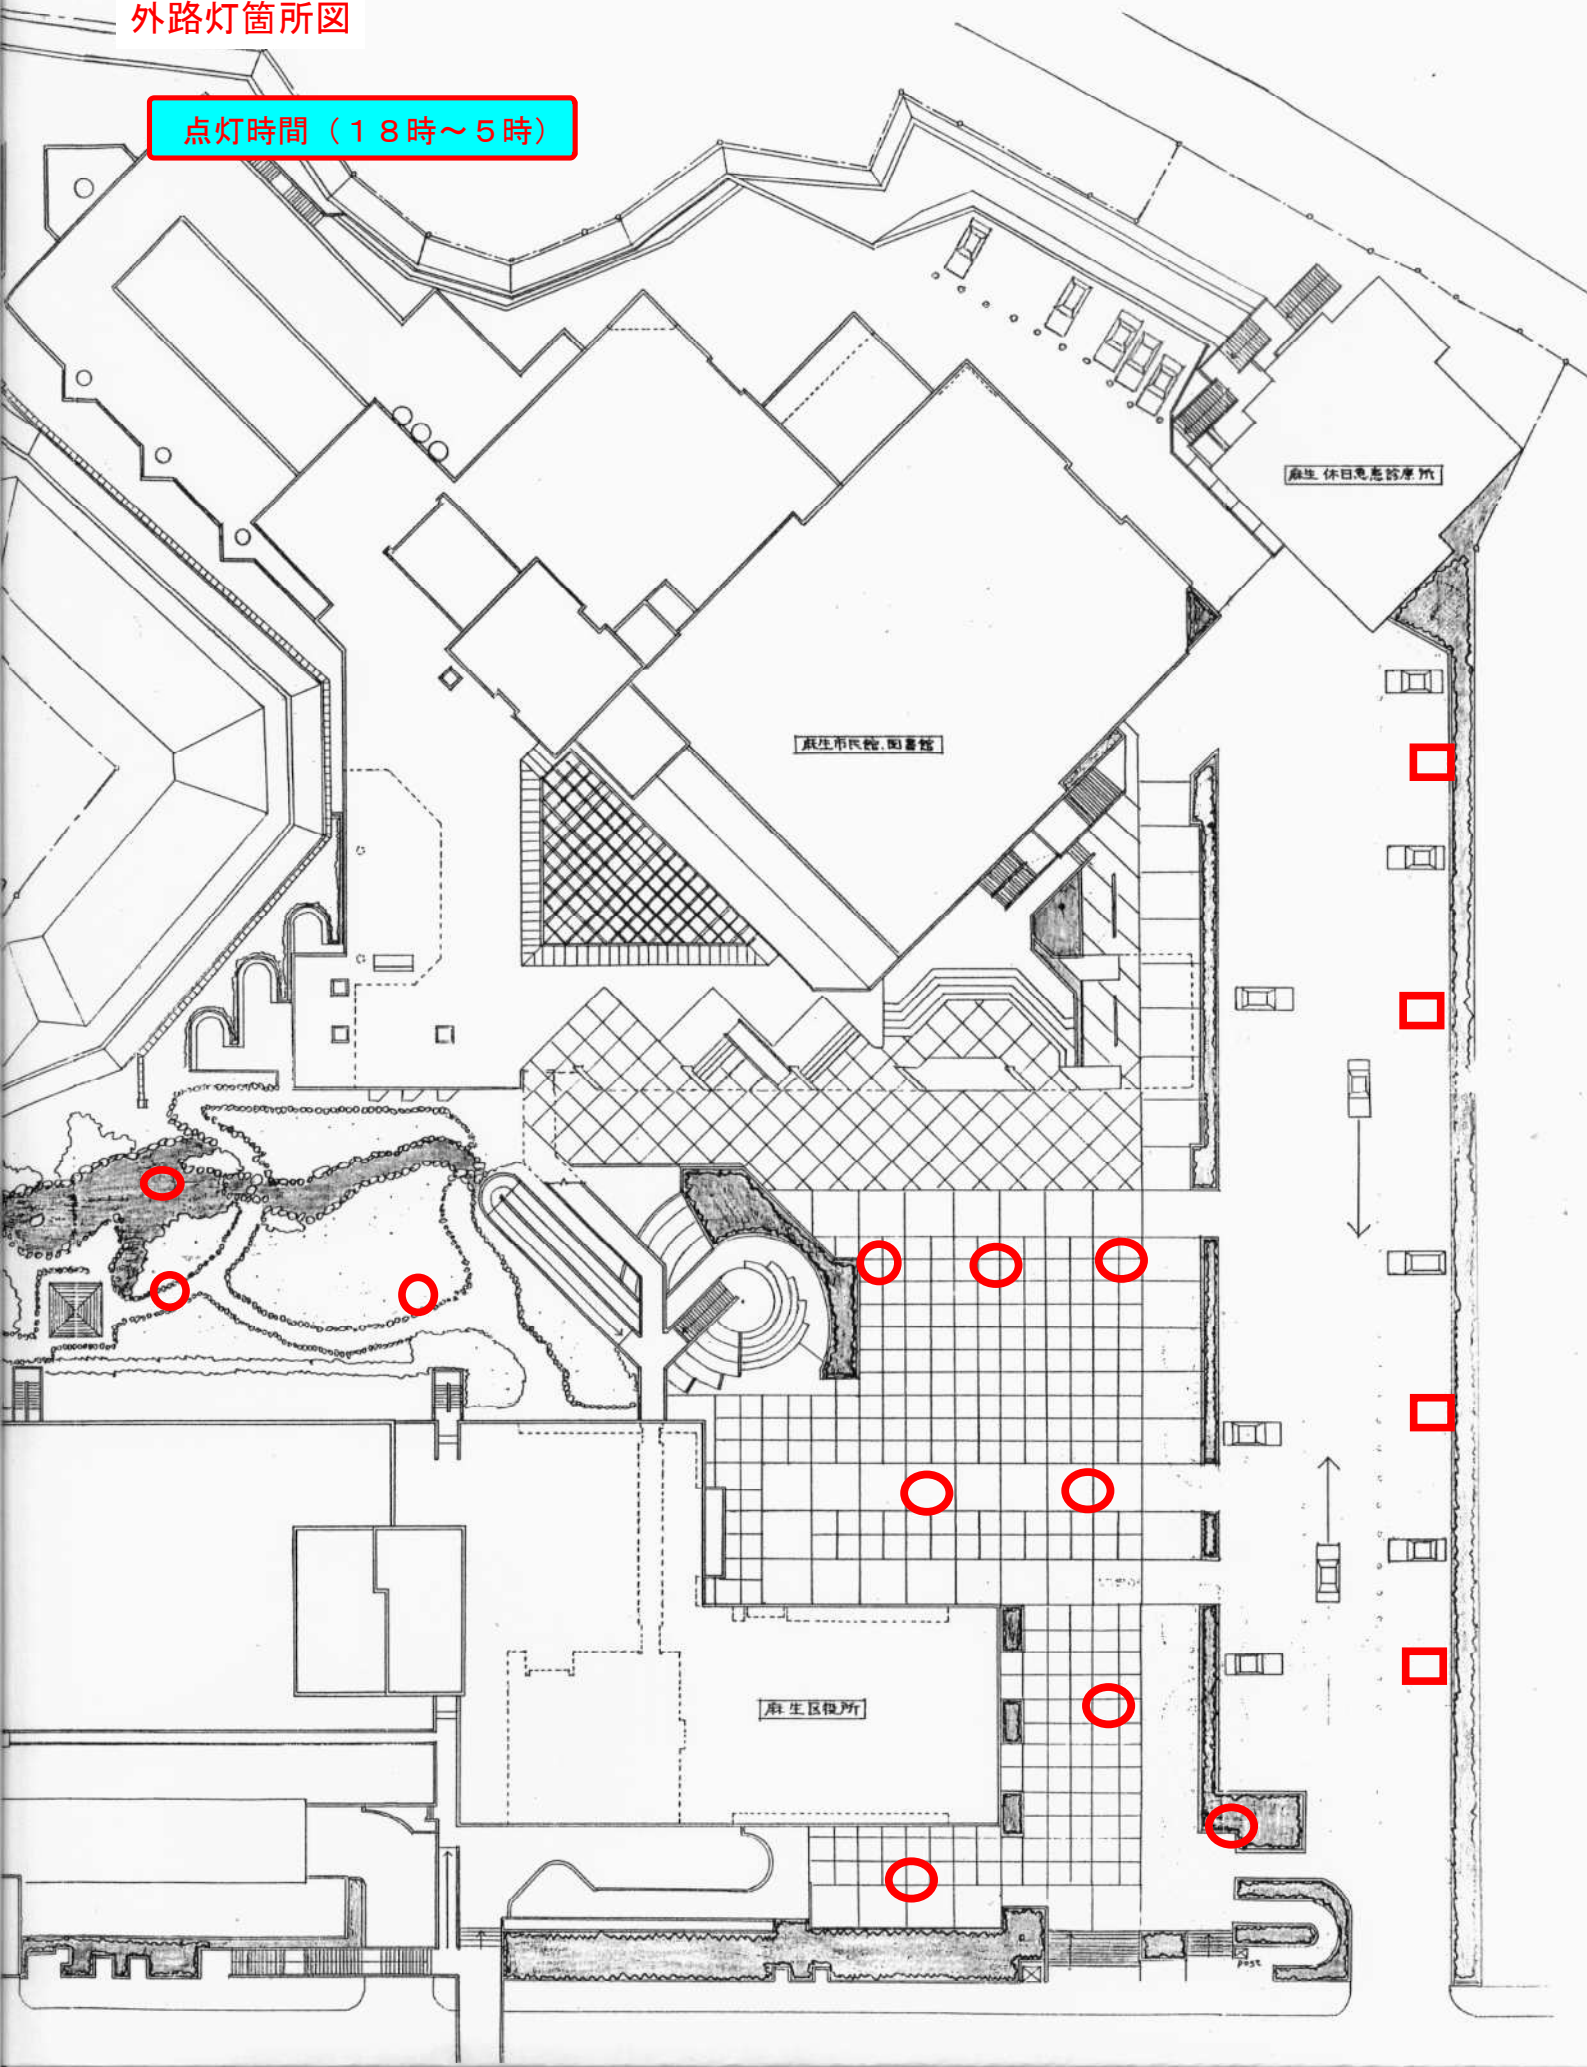 外路灯箇所図
点灯時間（１８時～５時）
麻生休日急患診療所
麻生市民館.図書館
麻生区役所
post